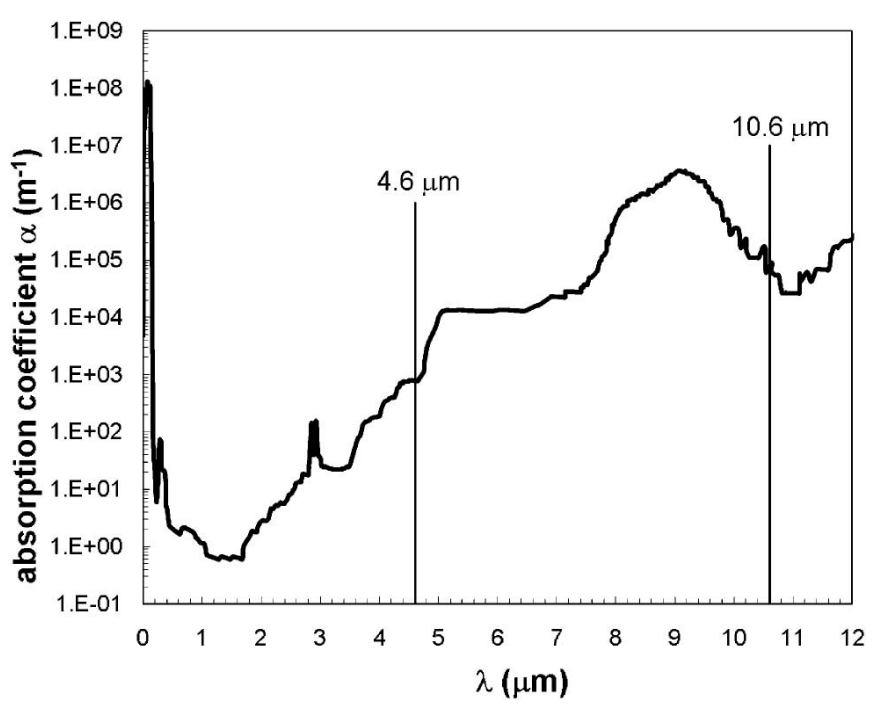 1.E+09
1.E+08
1.E+07
1.E+06
1.E+05
1.E+04
1.E+03
1.E+02
1.E+01
1.E+00
1.E-01
absorption coefficient α (m⁻¹)
4.6 μm
10.6 μm
0 1 2 3 4 5 6 7 8 9 10 11 12
λ (μm)